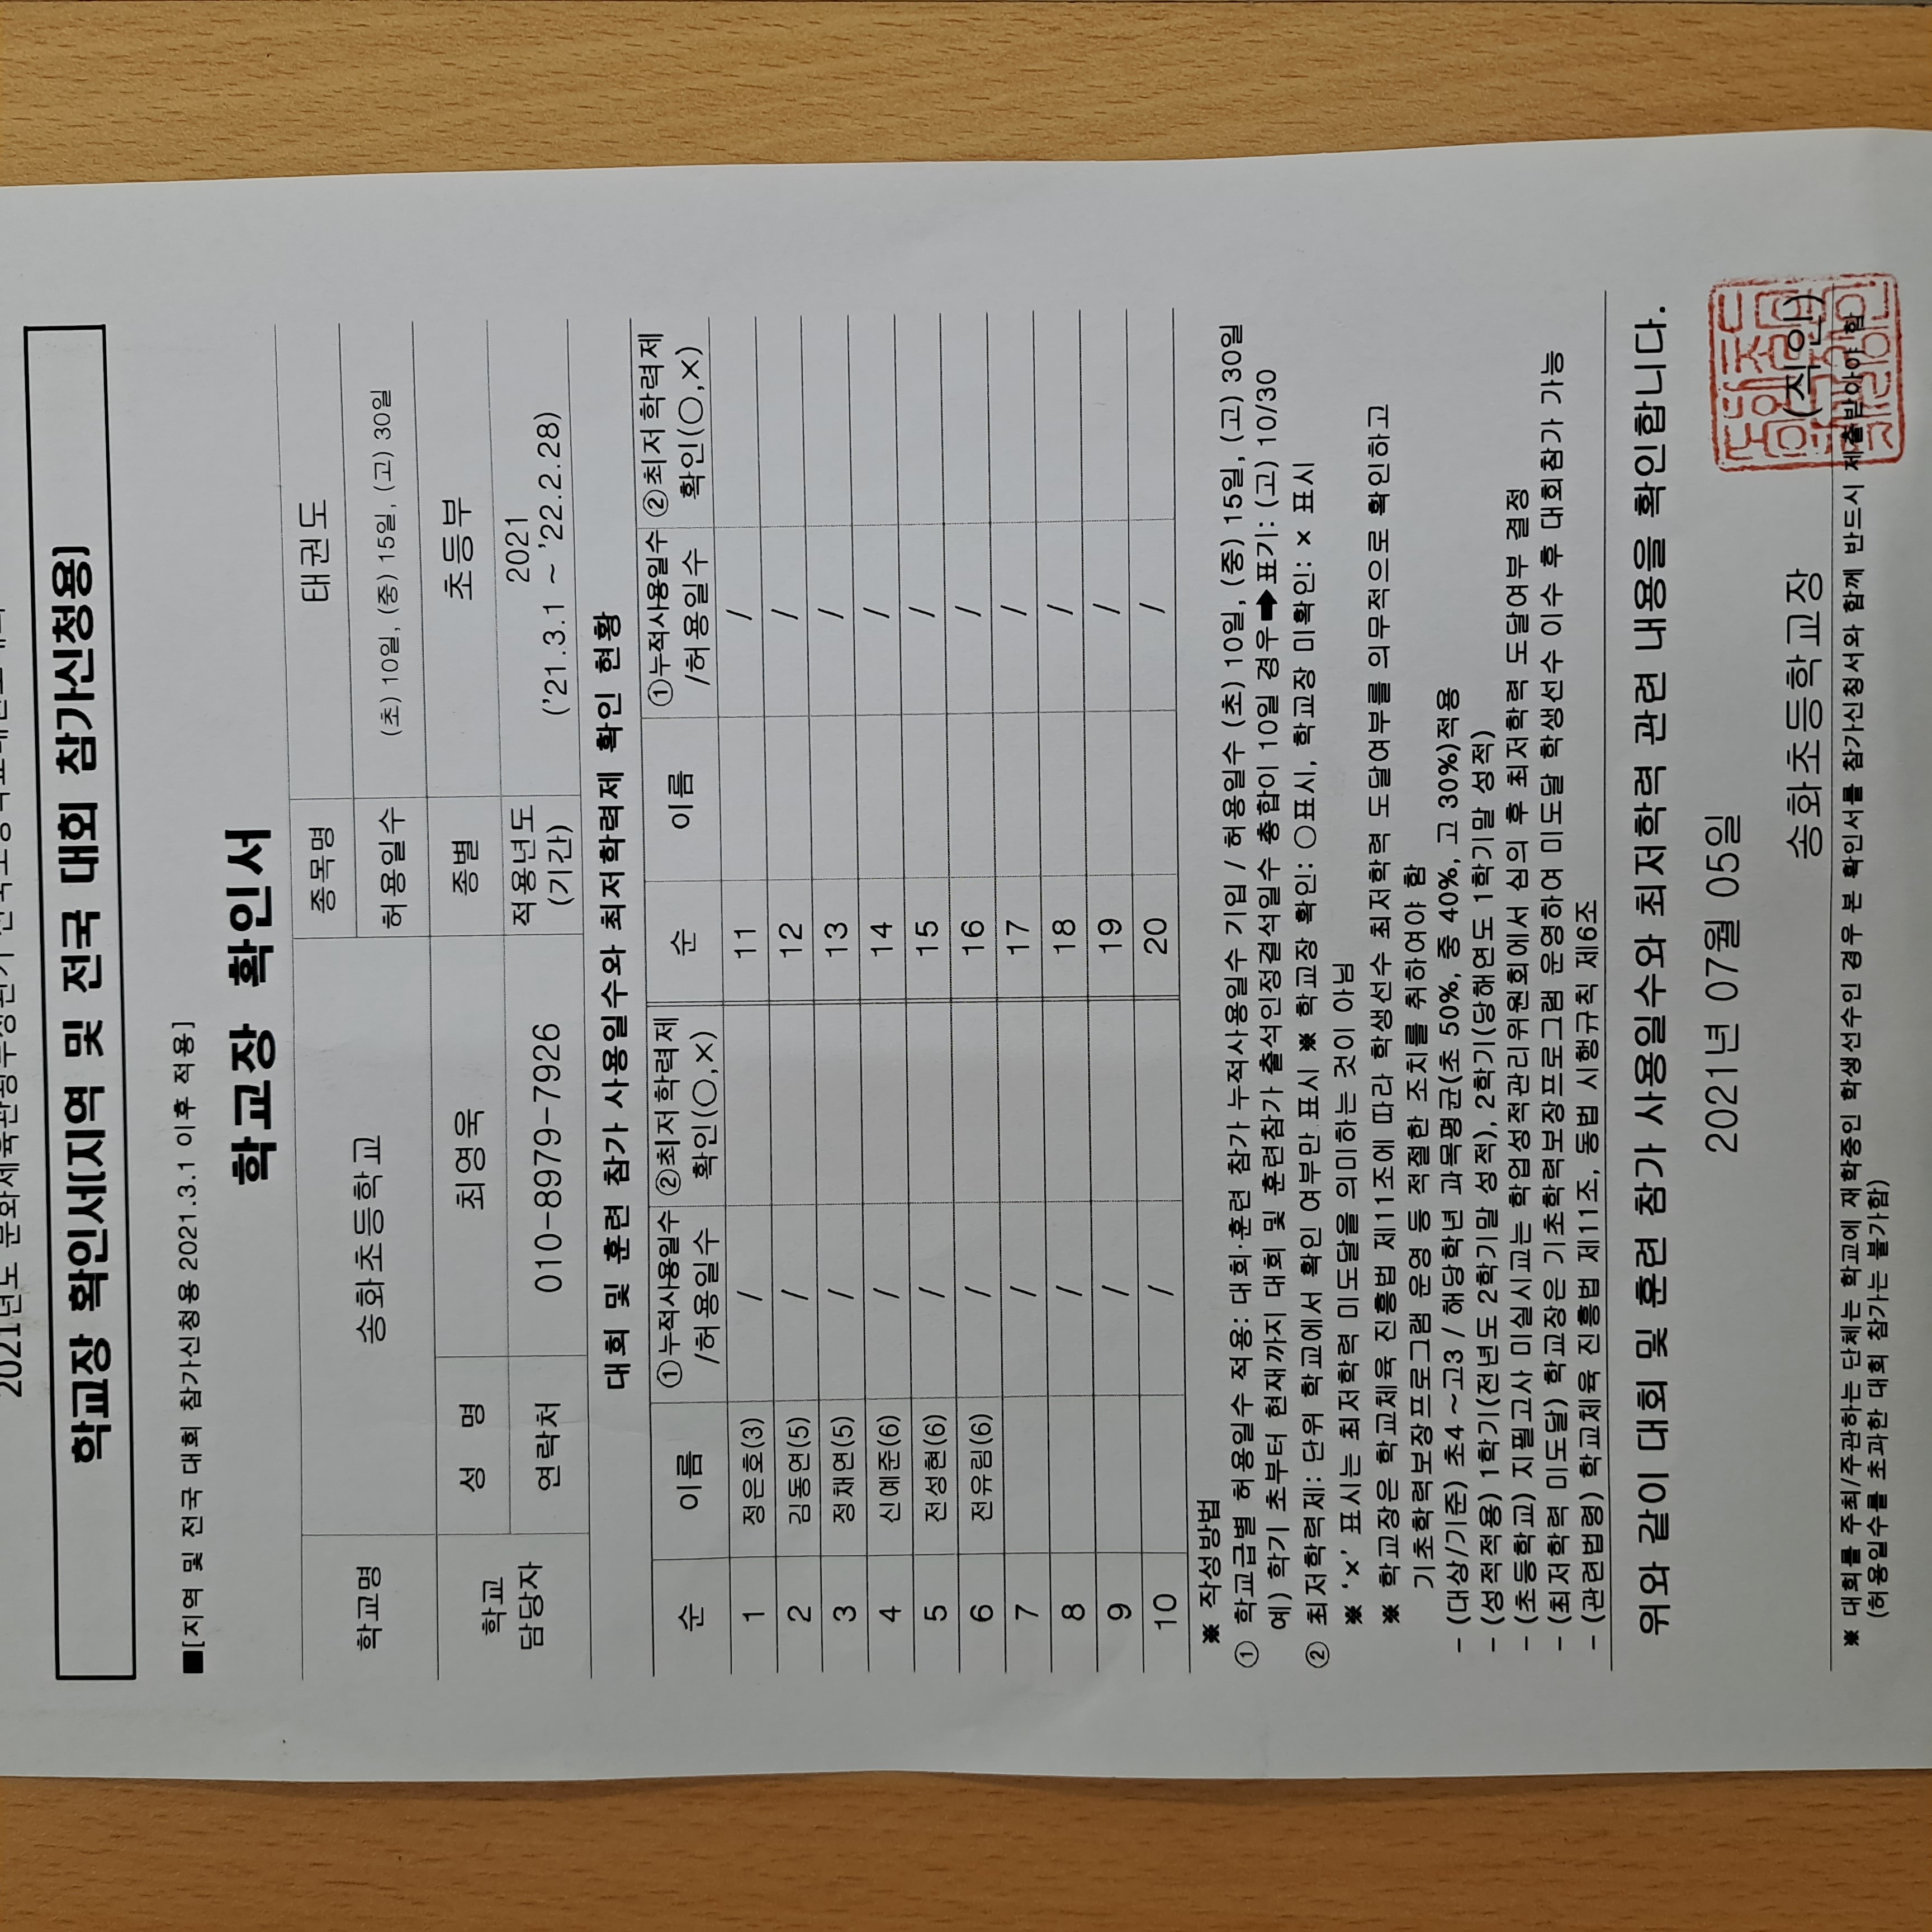 2021년도 문화체육관광부장관기
학교장 확인서(지역 및 전국 대회 참가신청용)
■[지역 및 전국 대회 참가신청용 2021.3.1 이후 적용]
학교장 확인서
학교명 송화초등학교 종목명 태권도
허용일수 (초) 10일, (중) 15일, (고) 30일
학교 담당자 성 명 최영욱 종별 초등부
연락처 010-8979-7926 적용년도 (기간) 2021 ('21.3.1 ~ '22.2.28)
대회 및 훈련 참가 사용일수와 최저학력제 확인 현황
순 이름 ①누적사용일수 /허용일수 ②최저학력제 확인(○,×) 순 이름 ①누적사용일수 /허용일수 ②최저학력제 확인(○,×)
1 정은호(3) / 11 /
2 김동연(5) / 12 /
3 정채연(5) / 13 /
4 신예준(6) / 14 /
5 전성현(6) / 15 /
6 전유림(6) / 16 /
7 / 17 /
8 / 18 /
9 / 19 /
10 / 20 /
※ 작성방법
① 학교급별 허용일수 적용: 대회·훈련 참가 누적사용일수 기입 / 허용일수 (초) 10일, (중) 15일, (고) 30일
예) 학기 초부터 현재까지 대회 및 훈련참가 출석인정결석일수 총합이 10일 경우➡표기: (고) 10/30
② 최저학력제: 단위 학교에서 확인 여부만 표시 ※ 학교장 확인: ○표시, 학교장 미확인: × 표시
※ '×' 표시는 최저학력 미도달을 의미하는 것이 아님
※ 학교장은 학교체육 진흥법 제11조에 따라 학생선수 최저학력 도달여부를 의무적으로 확인하고
기초학력보장프로그램 운영 등 적절한 조치를 취하여야 함
- (대상/기준) 초4 ~ 고3 / 해당학년 과목평균(초 50%, 중 40%, 고 30%)적용
- (성적적용) 1학기(전년도 2학기말 성적), 2학기(당해연도 1학기말 성적)
- (초등학교) 지필고사 미실시교는 학업성적관리위원회에서 심의 후 최저학력 도달여부 결정
- (최저학력 미도달) 학교장은 기초학력보장프로그램 운영하여 미도달 학생선수 이수 후 대회참가 가능
- (관련법령) 학교체육 진흥법 제11조, 동법 시행규칙 제6조
위와 같이 대회 및 훈련 참가 사용일수와 최저학력 관련 내용을 확인합니다.
2021년 07월 05일
송화초등학교장 (직인)
※ 대회를 주최/주관하는 단체는 학교에 재학중인 학생선수인 경우 본 확인서를 참가신청서와 함께 반드시 제출받아야 함
(허용일수를 초과한 대회 참가는 불가함)